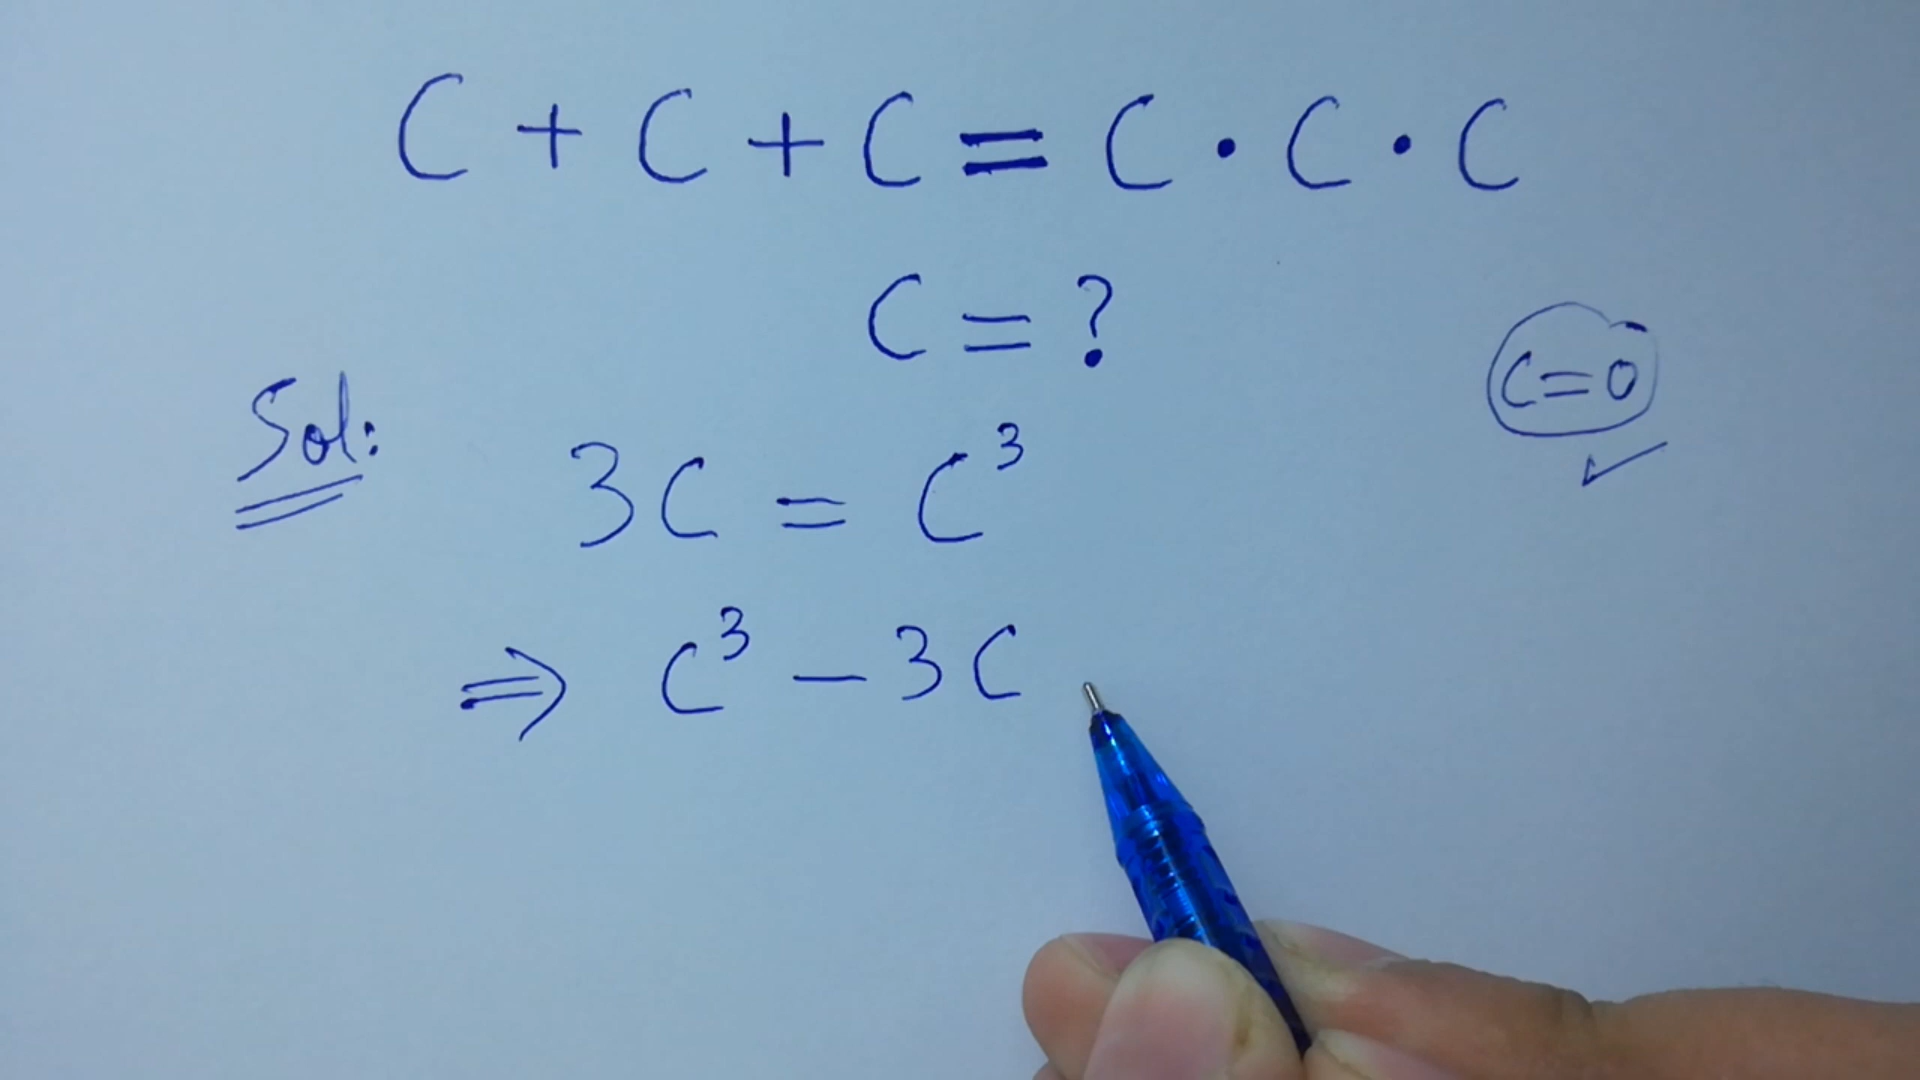 C + C + C = C · C · C
C = ?
C = 0 ✓
Sol:
3C = C³
⇒ C³ − 3C